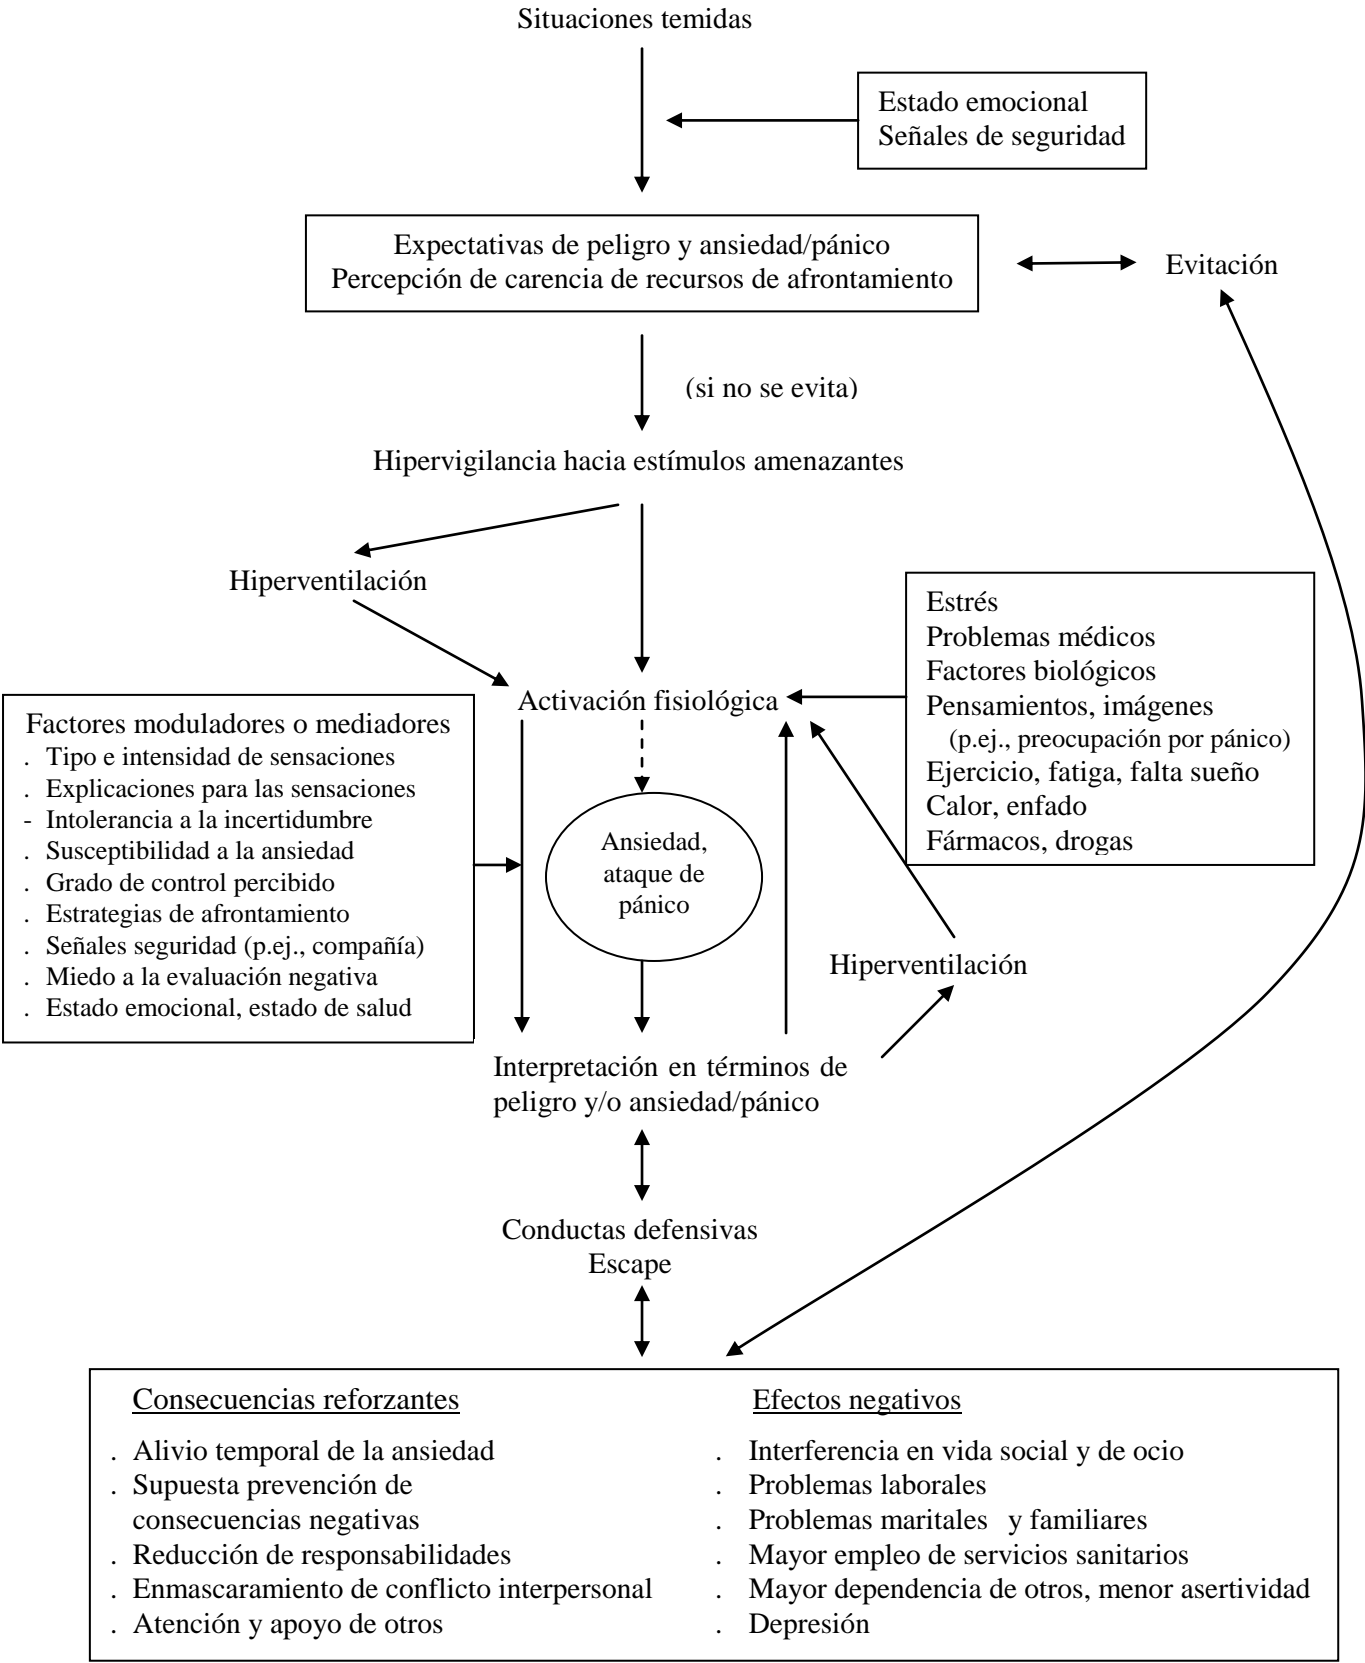 Situaciones temidas
Estado emocional
Señales de seguridad
Expectativas de peligro y ansiedad/pánico
Percepción de carencia de recursos de afrontamiento
Evitación
(si no se evita)
Hipervigilancia hacia estímulos amenazantes
Hiperventilación
Estrés
Problemas médicos
Factores biológicos
Pensamientos, imágenes
(p.ej., preocupación por pánico)
Ejercicio, fatiga, falta sueño
Calor, enfado
Fármacos, drogas
Activación fisiológica
Factores moduladores o mediadores
. Tipo e intensidad de sensaciones
. Explicaciones para las sensaciones
- Intolerancia a la incertidumbre
. Susceptibilidad a la ansiedad
. Grado de control percibido
. Estrategias de afrontamiento
. Señales seguridad (p.ej., compañía)
. Miedo a la evaluación negativa
. Estado emocional, estado de salud
Ansiedad,
ataque de
pánico
Hiperventilación
Interpretación en términos de
peligro y/o ansiedad/pánico
Conductas defensivas
Escape
Consecuencias reforzantes
. Alivio temporal de la ansiedad
. Supuesta prevención de
consecuencias negativas
. Reducción de responsabilidades
. Enmascaramiento de conflicto interpersonal
. Atención y apoyo de otros
Efectos negativos
. Interferencia en vida social y de ocio
. Problemas laborales
. Problemas maritales y familiares
. Mayor empleo de servicios sanitarios
. Mayor dependencia de otros, menor asertividad
. Depresión